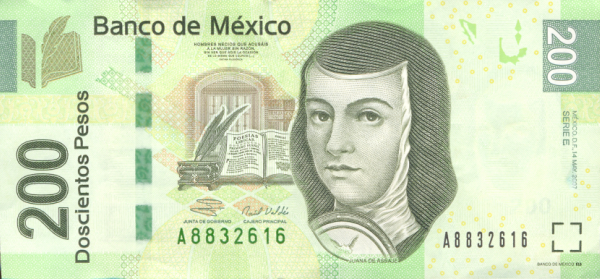 Banco de México
HOMBRES NECIOS QUE ACUSÁIS
A LA MUJER SIN RAZÓN,
SIN VER QUE SOIS LA OCASIÓN
DE LO MISMO QUE CULPÁIS
200
Doscientos Pesos
200
MÉXICO, D.F. 14 MAY. 2007
SERIE
POESÍAS
JUNTA DE GOBIERNO
CAJERO PRINCIPAL
A8832616
A8832616
JUANA DE ASBAJE
BANCO DE MÉXICO